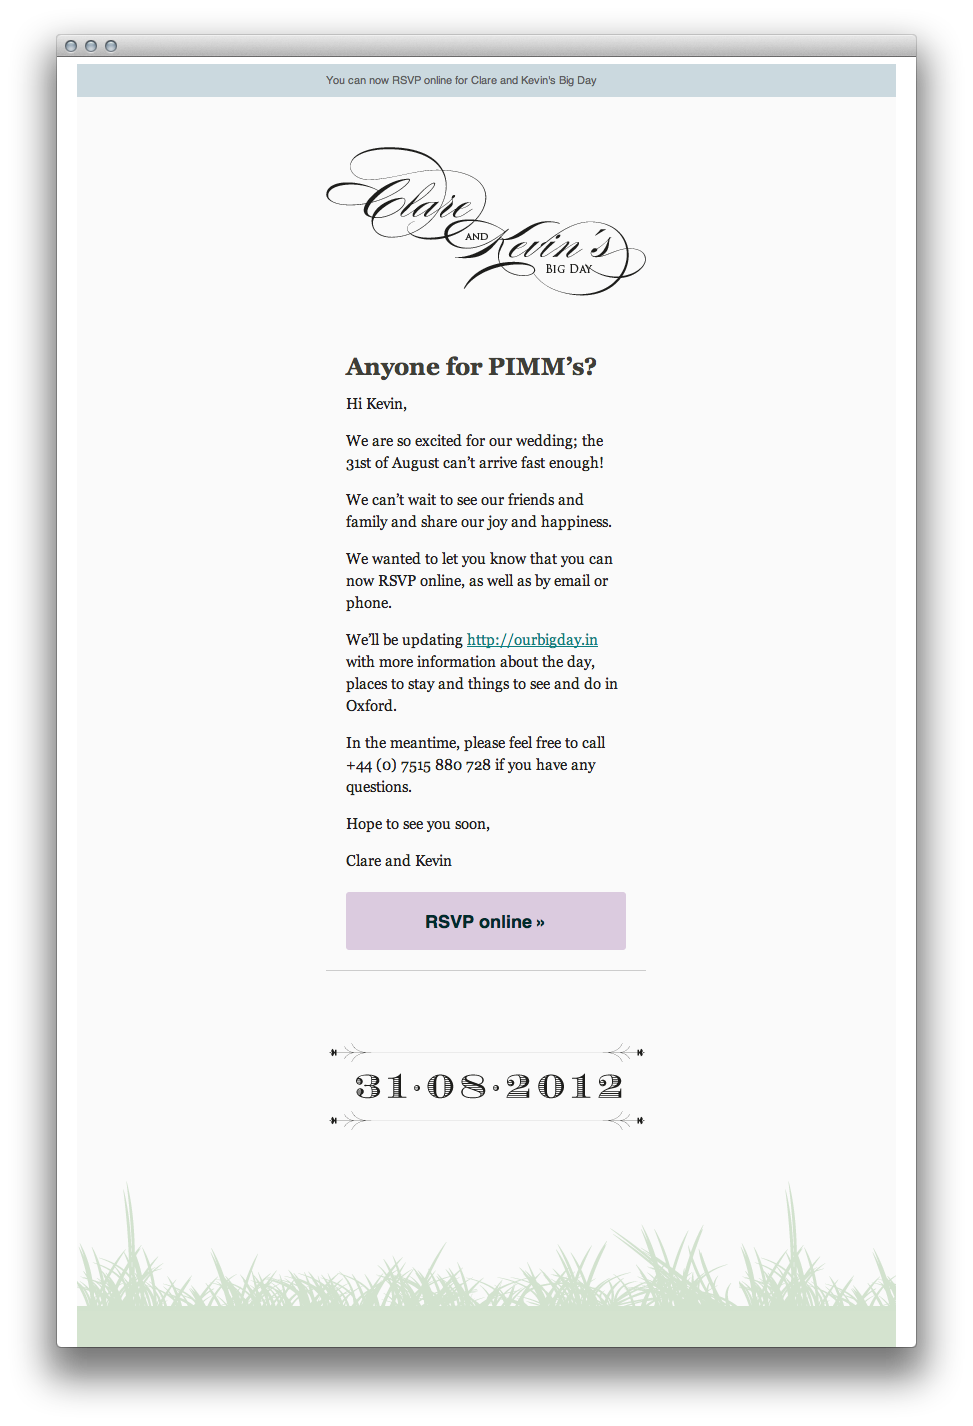 You can now RSVP online for Clare and Kevin's Big Day
Clare
AND
Kevin's
BIG DAY
Anyone for PIMM’s?
Hi Kevin,
We are so excited for our wedding; the
31st of August can’t arrive fast enough!
We can’t wait to see our friends and
family and share our joy and happiness.
We wanted to let you know that you can
now RSVP online, as well as by email or
phone.
We’ll be updating http://ourbigday.in
with more information about the day,
places to stay and things to see and do in
Oxford.
In the meantime, please feel free to call
+44 (0) 7515 880 728 if you have any
questions.
Hope to see you soon,
Clare and Kevin
RSVP online »
31·08·2012